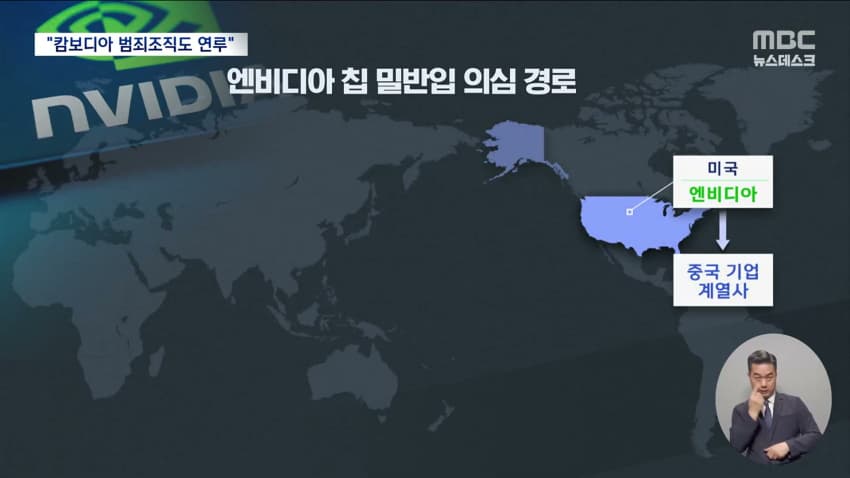 "캄보디아 범죄조직도 연루"
MBC
뉴스데스크
엔비디아 칩 밀반입 의심 경로
NVIDIA
미국
엔비디아
중국 기업
계열사